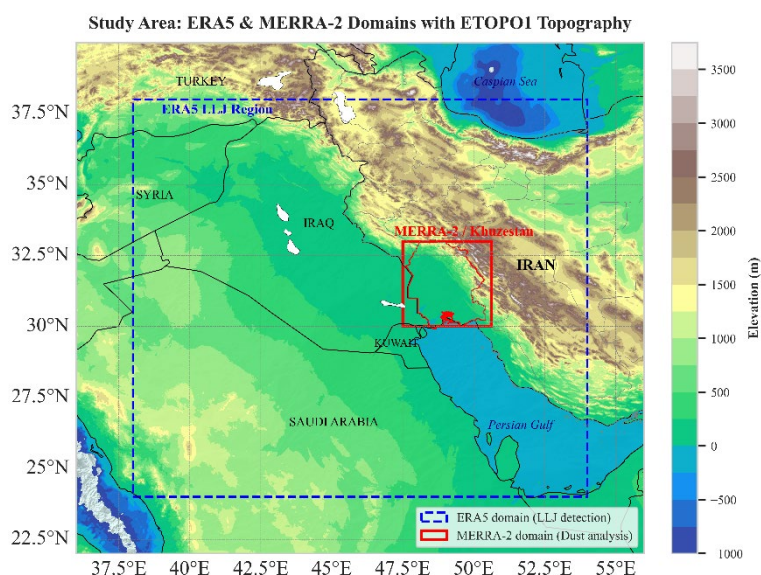 Study Area: ERA5 & MERRA-2 Domains with ETOPO1 Topography
TURKEY
Caspian Sea
ERA5 LLJ Region
SYRIA
IRAQ
MERRA-2 / Khuzestan
IRAN
KUWAIT
SAUDI ARABIA
Persian Gulf
ERA5 domain (LLJ detection)
MERRA-2 domain (Dust analysis)
37.5°N
35°N
32.5°N
30°N
27.5°N
25°N
22.5°N
37.5°E
40°E
42.5°E
45°E
47.5°E
50°E
52.5°E
55°E
3500
3000
2500
2000
1500
1000
500
0
−500
1000
Elevation (m)